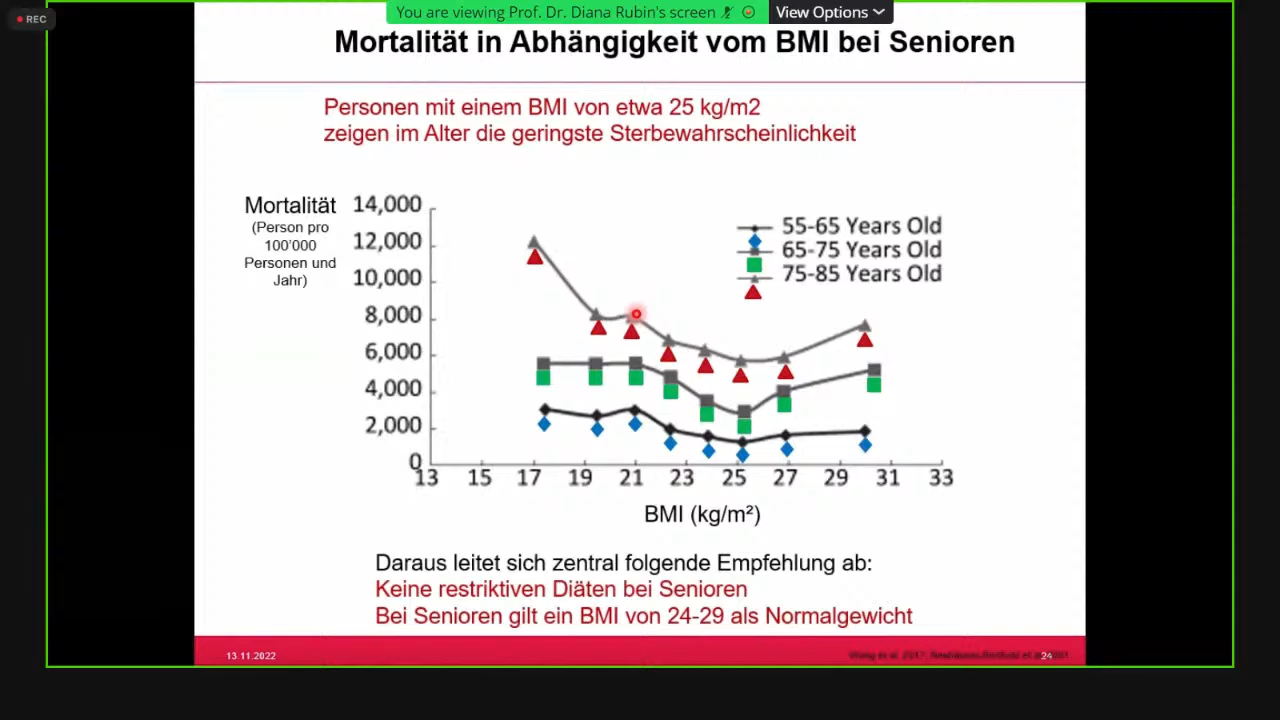 REC
You are viewing Prof. Dr. Diana Rubin's screen
View Options
Mortalität in Abhängigkeit vom BMI bei Senioren
Personen mit einem BMI von etwa 25 kg/m2
zeigen im Alter die geringste Sterbewahrscheinlichkeit
Mortalität
(Person pro
100'000
Personen und
Jahr)
14,000
12,000
10,000
8,000
6,000
4,000
2,000
0
55-65 Years Old
65-75 Years Old
75-85 Years Old
13 15 17 19 21 23 25 27 29 31 33
BMI (kg/m²)
Daraus leitet sich zentral folgende Empfehlung ab:
Keine restriktiven Diäten bei Senioren
Bei Senioren gilt ein BMI von 24-29 als Normalgewicht
13.11.2022
24